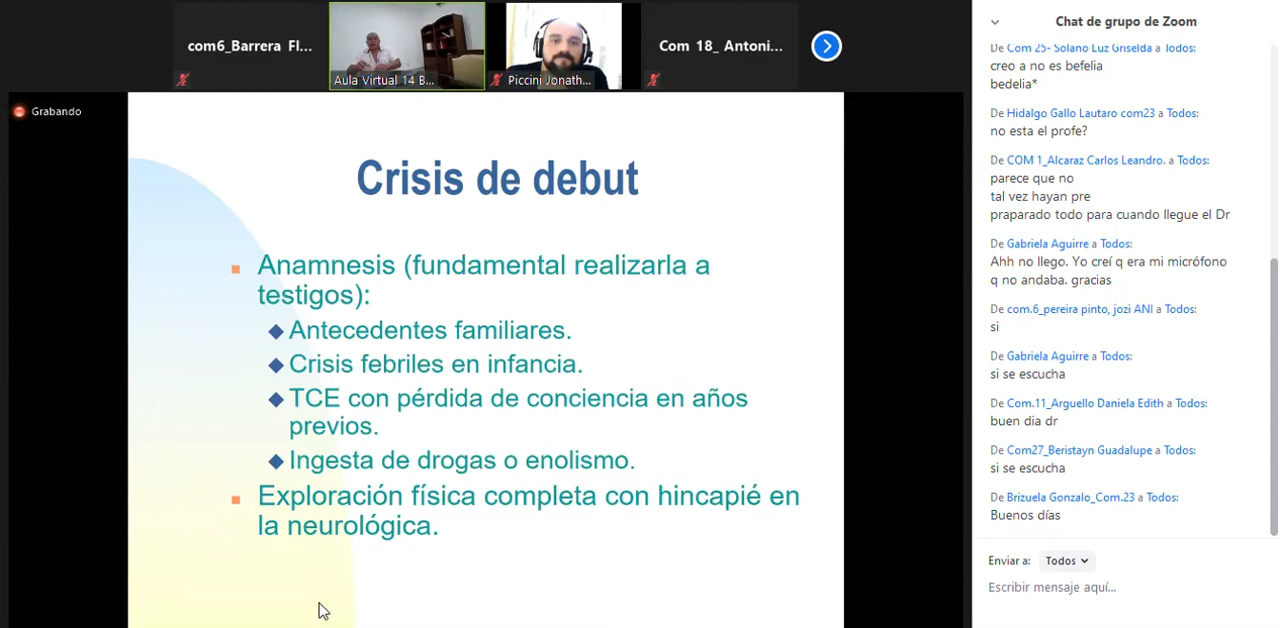 com6_Barrera Fl...
Aula Virtual 14 B...
Piccini Jonath...
Com 18_ Antoni...
Grabando
Crisis de debut
Anamnesis (fundamental realizarla a
testigos):
Antecedentes familiares.
Crisis febriles en infancia.
TCE con pérdida de conciencia en años
previos.
Ingesta de drogas o enolismo.
Exploración física completa con hincapié en
la neurológica.
Chat de grupo de Zoom
De Com 25- Solano Luz Griselda a Todos:
creo a no es befelia
bedelia*
De Hidalgo Gallo Lautaro com23 a Todos:
no esta el profe?
De COM 1_Alcaraz Carlos Leandro. a Todos:
parece que no
tal vez hayan pre
praparado todo para cuando llegue el Dr
De Gabriela Aguirre a Todos:
Ahh no llego. Yo creí q era mi micrófono
q no andaba. gracias
De com.6_pereira pinto, jozi ANI a Todos:
si
De Gabriela Aguirre a Todos:
si se escucha
De Com.11_Arguello Daniela Edith a Todos:
buen dia dr
De Com27_Beristayn Guadalupe a Todos:
si se escucha
De Brizuela Gonzalo_Com.23 a Todos:
Buenos días
Enviar a: Todos
Escribir mensaje aquí...